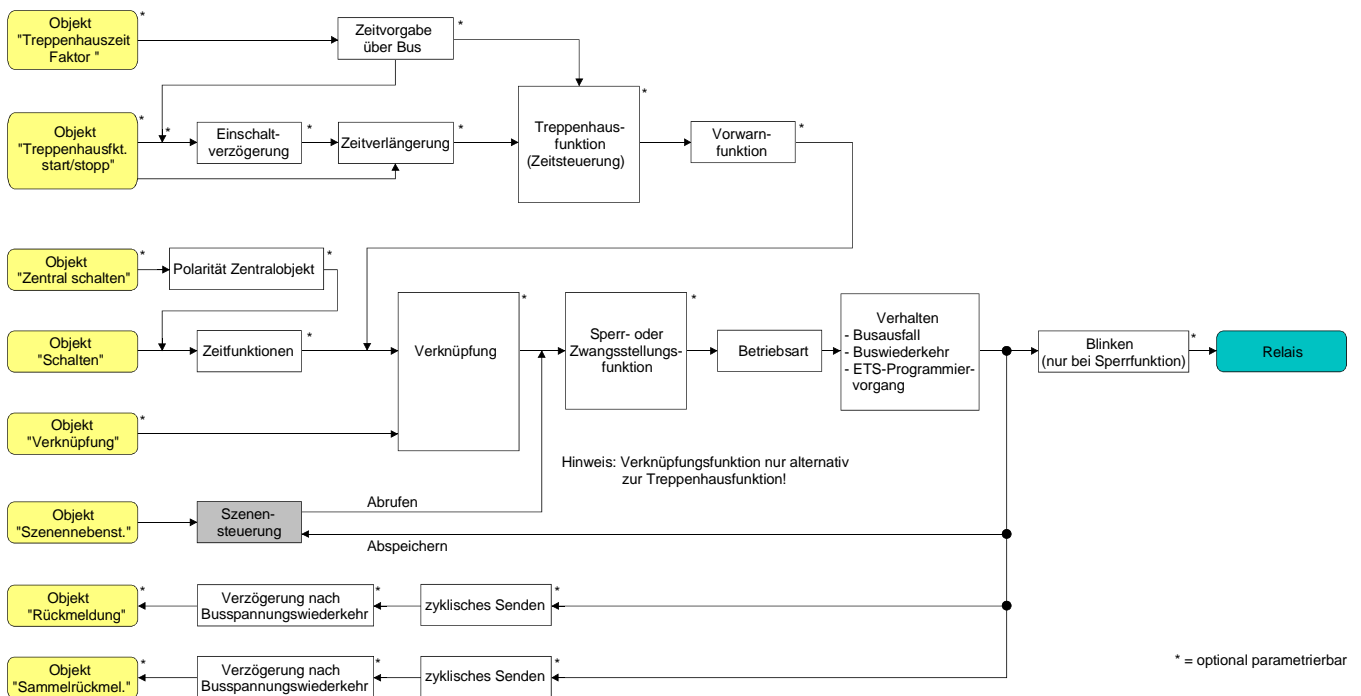 Objekt
"Treppenhauszeit
Faktor "
*
Zeitvorgabe
über Bus
*
Objekt
"Treppenhausfkt.
start/stopp"
*
*
Einschalt-
verzögerung
*
Zeitverlängerung
*
Treppenhaus-
funktion
(Zeitsteuerung)
*
Vorwarn-
funktion
*
Objekt
"Zentral schalten"
*
Polarität Zentralobjekt
*
Objekt
"Schalten"
*
Zeitfunktionen
*
Verknüpfung
*
Sperr- oder
Zwangsstellungs-
funktion
*
Betriebsart
Verhalten
- Busausfall
- Buswiederkehr
- ETS-Programmier-
vorgang
Blinken
(nur bei Sperrfunktion)
*
Relais
Objekt
"Verknüpfung"
*
Hinweis: Verknüpfungsfunktion nur alternativ
zur Treppenhausfunktion!
Objekt
"Szenennebenst."
*
Szenen-
steuerung
Abrufen
Abspeichern
Objekt
"Rückmeldung"
*
Verzögerung nach
Busspannungswiederkehr
*
zyklisches Senden
*
Objekt
"Sammelrückmel."
*
Verzögerung nach
Busspannungswiederkehr
*
zyklisches Senden
*
* = optional parametrierbar